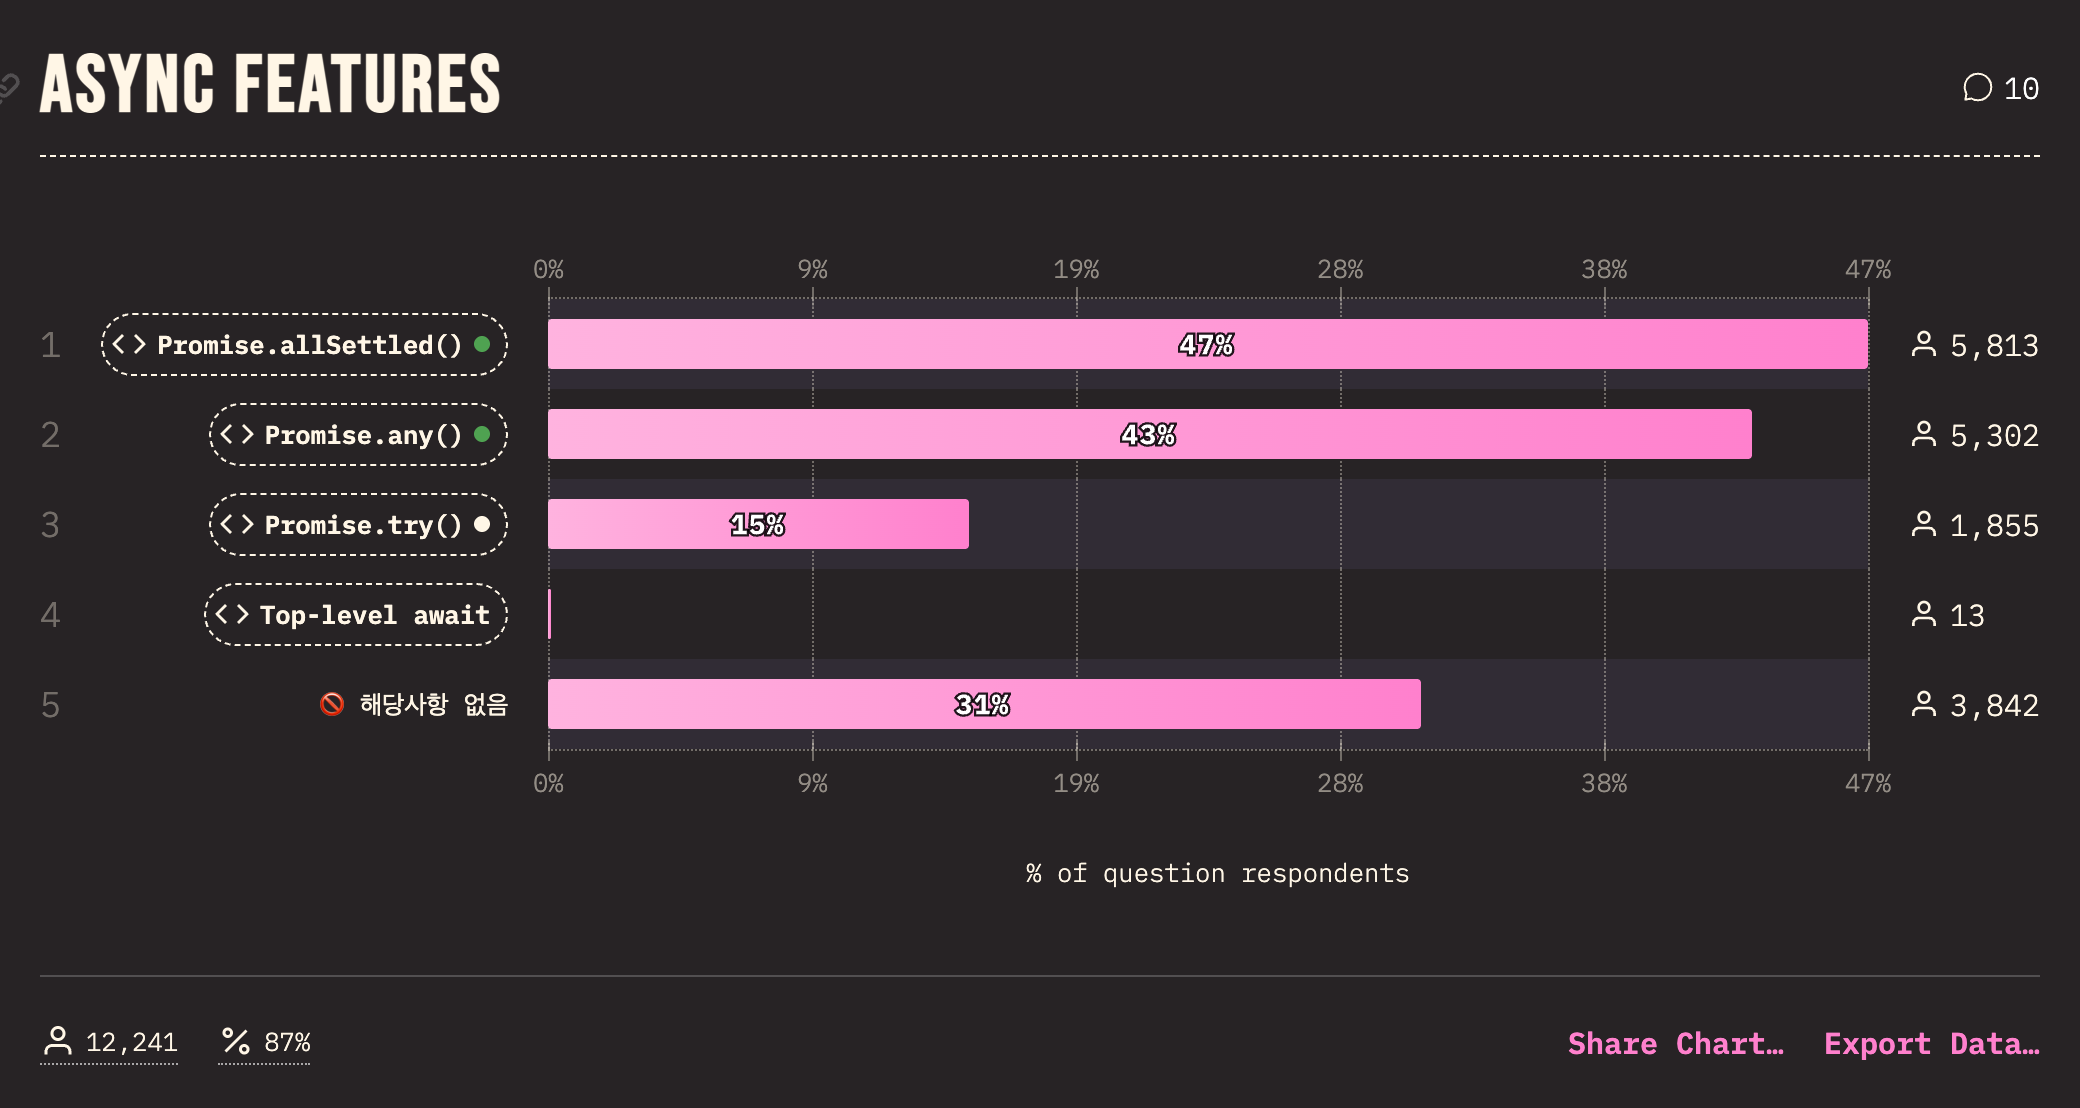 ASYNC FEATURES
10
0% 9% 19% 28% 38% 47%
1 <> Promise.allSettled() 47% 5,813
2 <> Promise.any() 43% 5,302
3 <> Promise.try() 15% 1,855
4 <> Top-level await 13
5 해당사항 없음 31% 3,842
0% 9% 19% 28% 38% 47%
% of question respondents
12,241 % 87% Share Chart… Export Data…